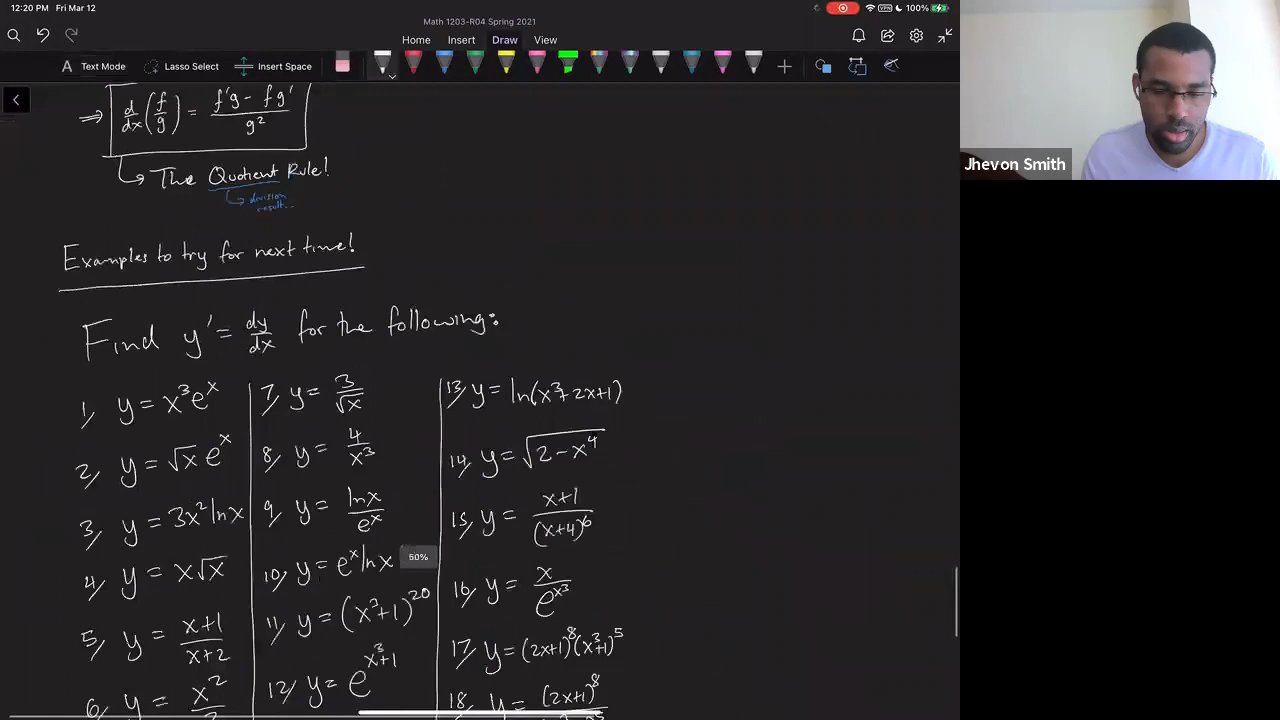 12:20 PM Fri Mar 12
VPN 100%
Math 1203-R04 Spring 2021
Home Insert Draw View
Text Mode Lasso Select Insert Space
⇒ d/dx(f/g) = (f'g - fg')/g²
↳ The Quotient Rule!
↳ division
result..
Jhevon Smith
Examples to try for next time!
Find y' = dy/dx for the following:
1, y = x³eˣ
2, y = √x eˣ
3, y = 3x² ln x
4, y = x√x
5, y = (x+1)/(x+2)
6, y = x²
7, y = 3/√x
8, y = 4/x³
9, y = ln x/eˣ
10, y = eˣ ln x
60%
11, y = (x²+1)²⁰
12, y = e^(x³+1)
13, y = ln(x³+2x+1)
14, y = √(2-x⁴)
15, y = (x+1)/(x+4)⁶
16, y = x/e^(x³)
17, y = (2x+1)⁸(x³+1)⁵
18, y = (2x+1)⁸